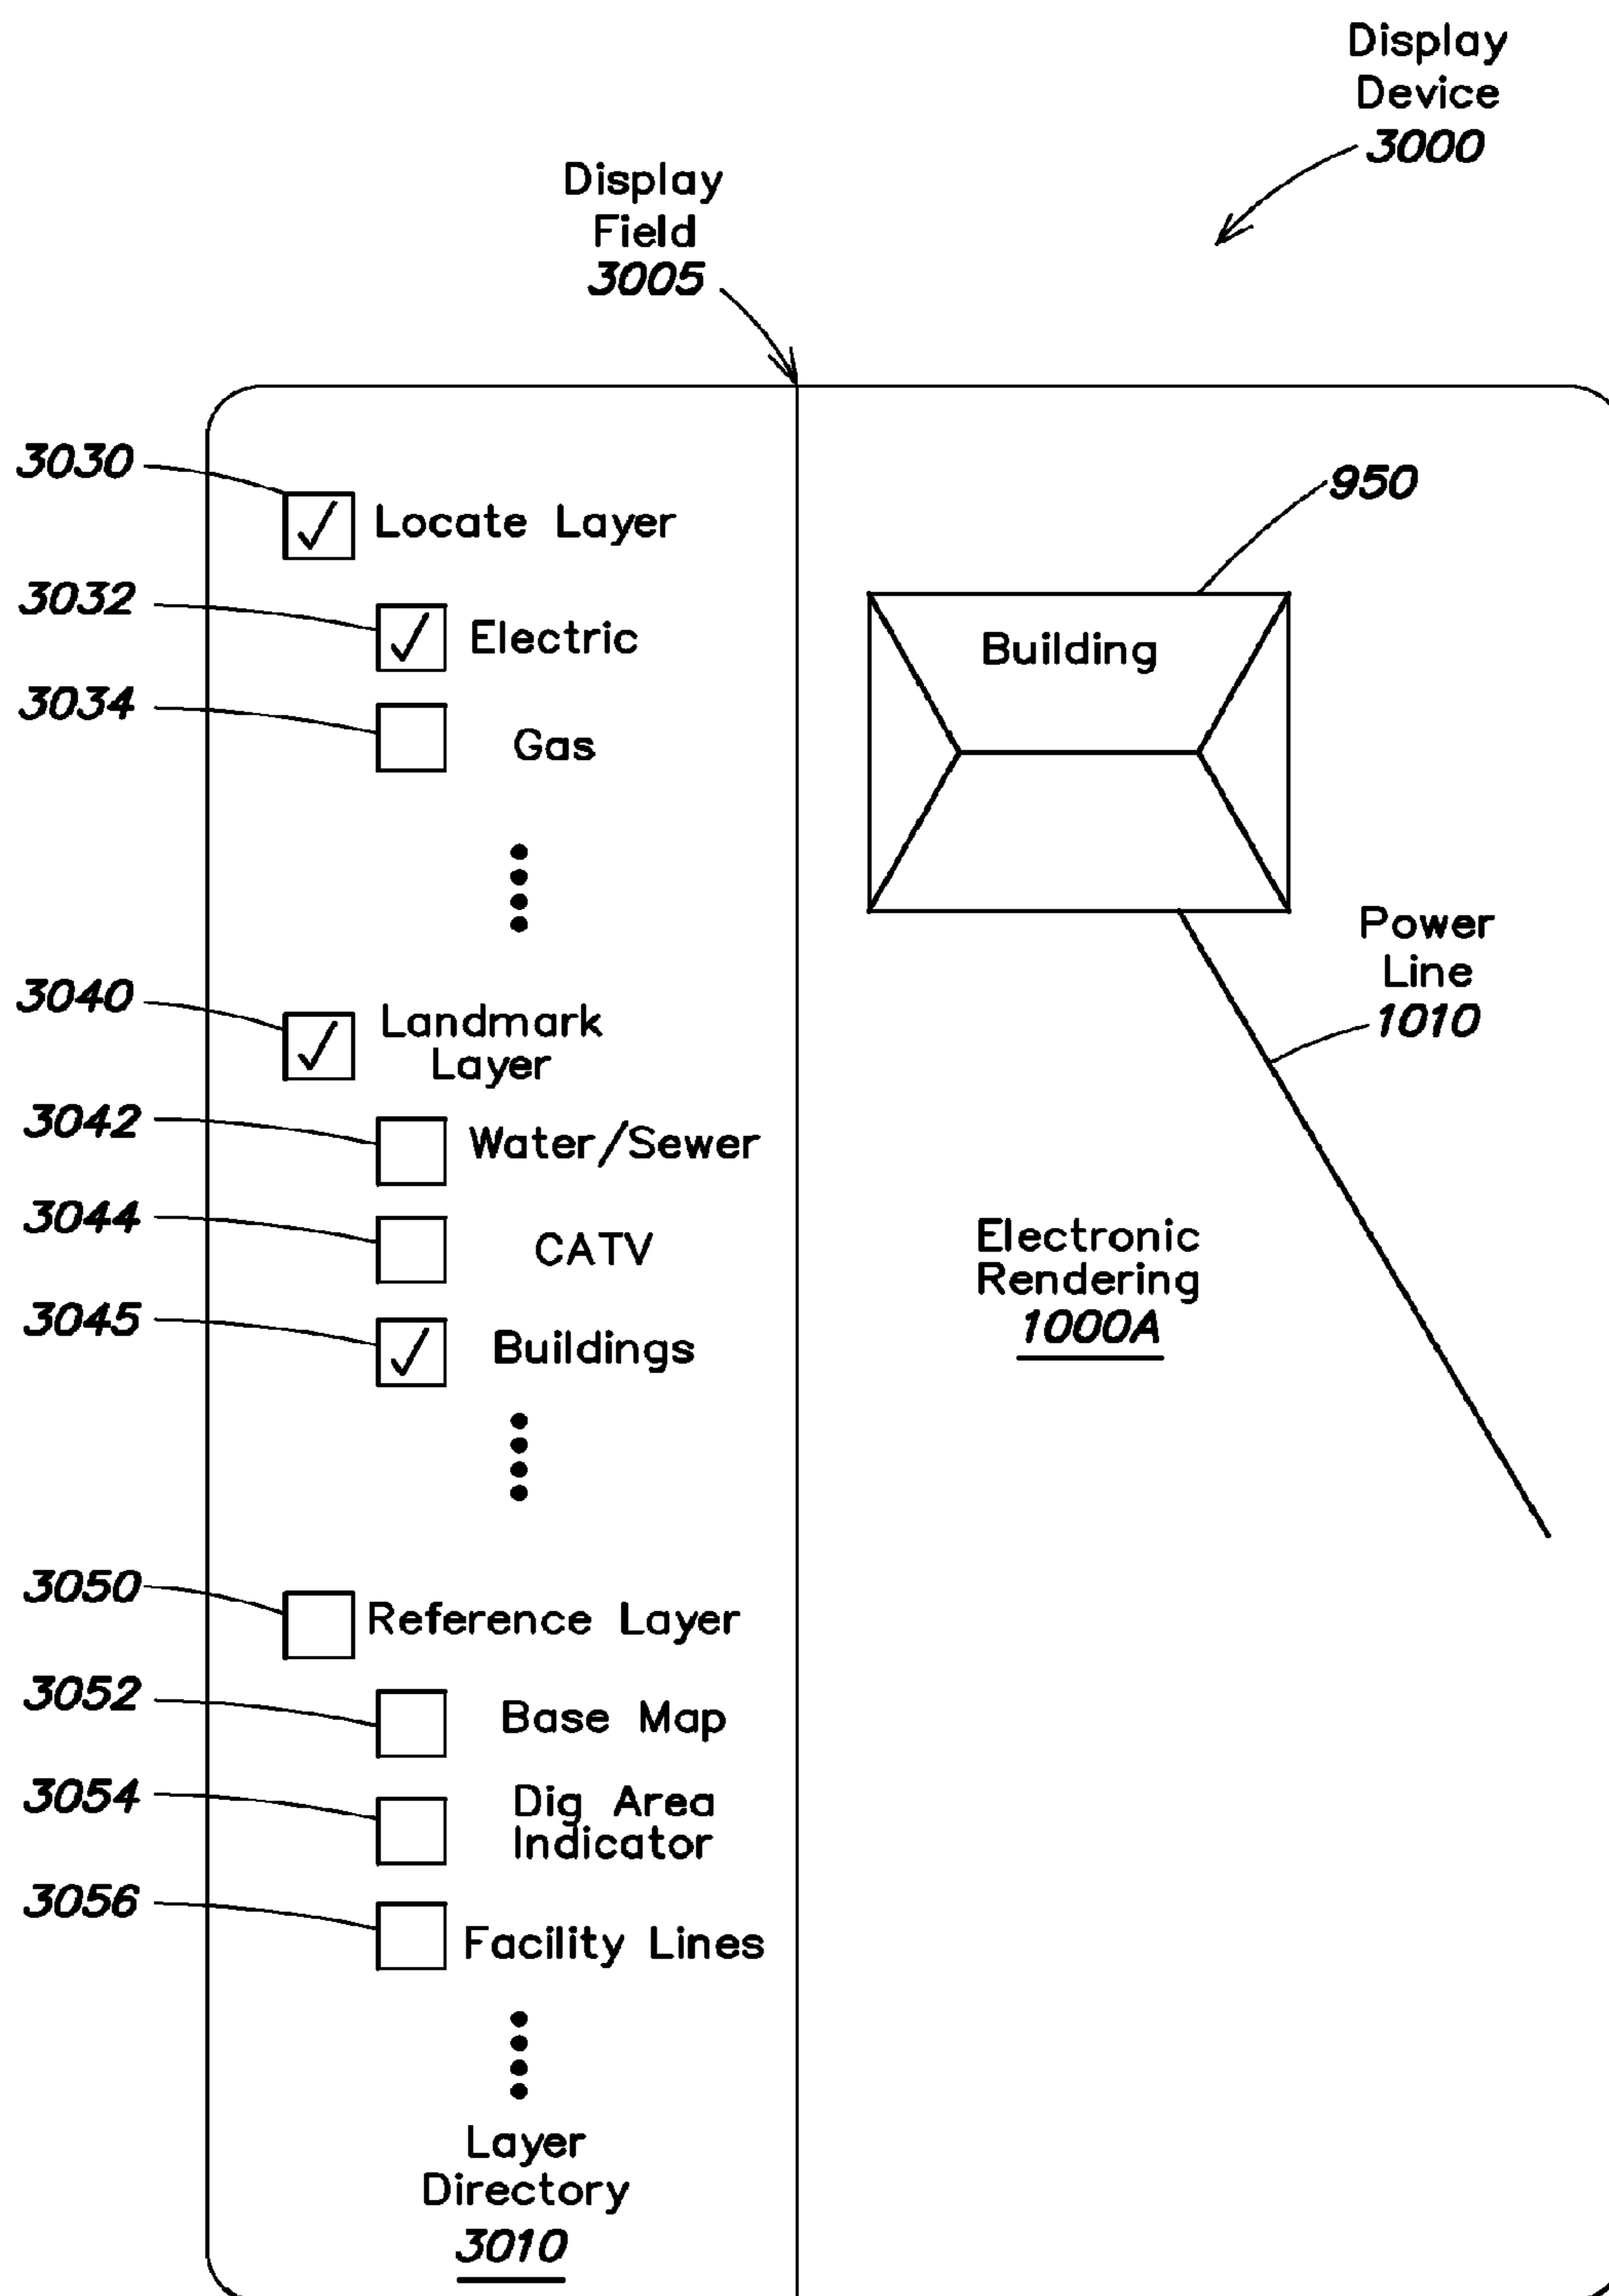 Display
Device
3000
Display
Field
3005
3030
Locate Layer
3032
Electric
3034
Gas
3040
Landmark
Layer
3042
Water/Sewer
3044
CATV
3045
Buildings
3050
Reference Layer
3052
Base Map
3054
Dig Area
Indicator
3056
Facility Lines
Layer
Directory
3010
950
Building
Power
Line
1010
Electronic
Rendering
1000A